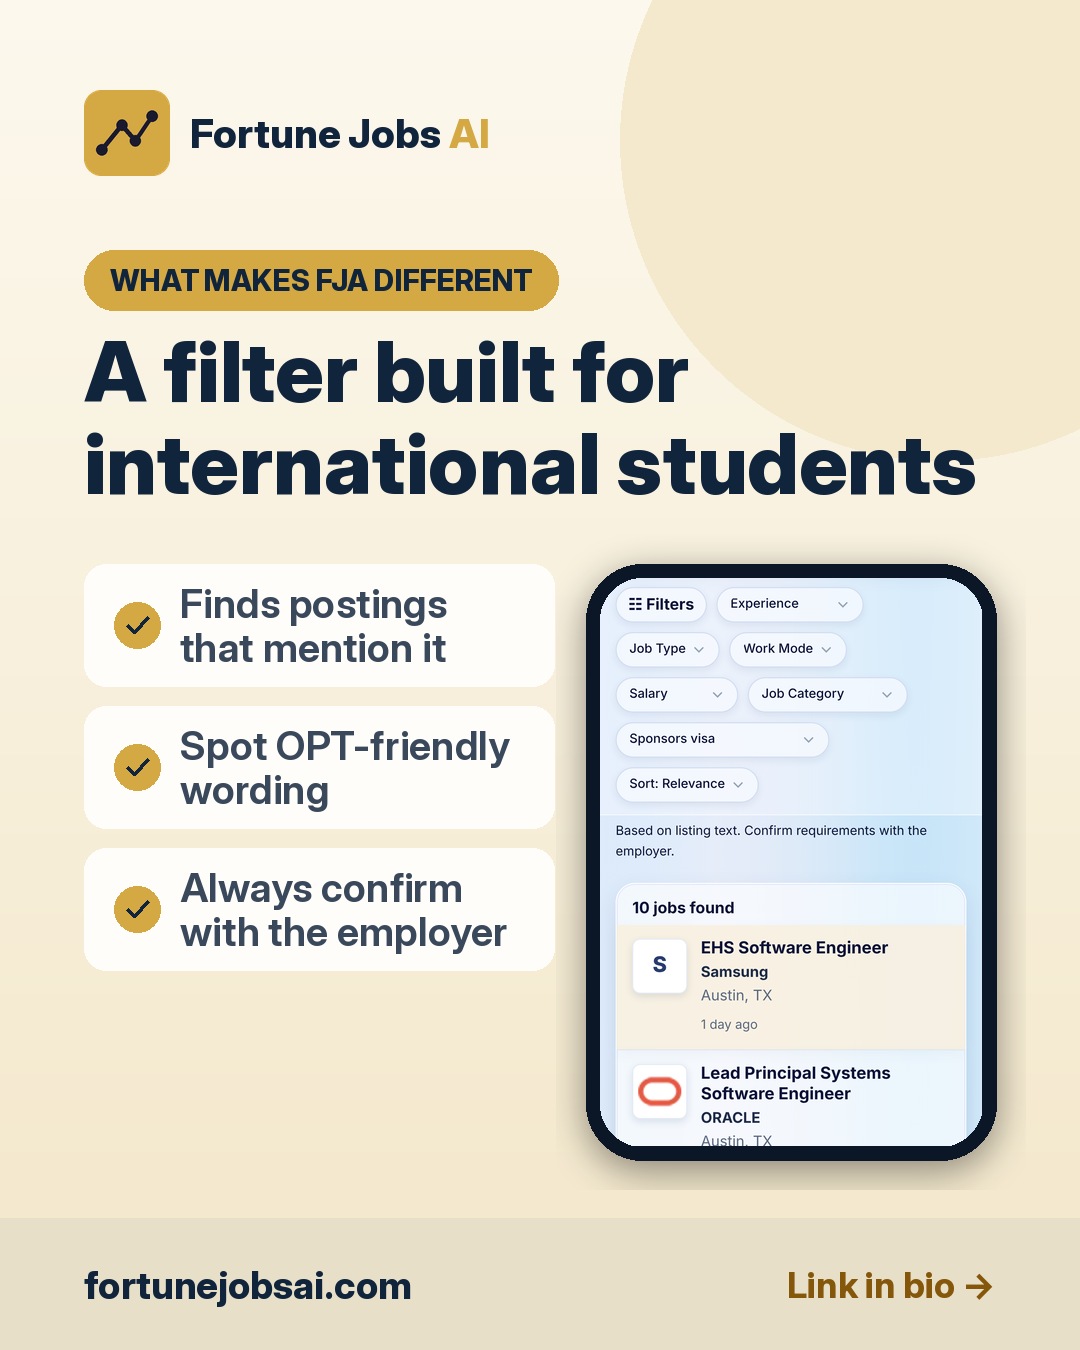 Fortune Jobs AI
WHAT MAKES FJA DIFFERENT
A filter built for
international students
Finds postings
that mention it
Spot OPT-friendly
wording
Always confirm
with the employer
Filters
Experience
Job Type
Work Mode
Salary
Job Category
Sponsors visa
Sort: Relevance
Based on listing text. Confirm requirements with the
employer.
10 jobs found
S
EHS Software Engineer
Samsung
Austin, TX
1 day ago
Lead Principal Systems
Software Engineer
ORACLE
Austin, TX
fortunejobsai.com
Link in bio →